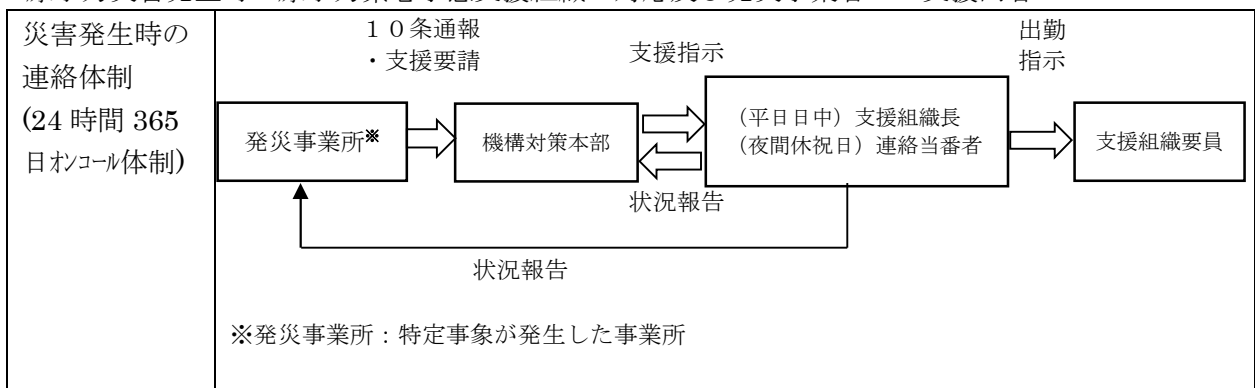 災害発生時の
連絡体制
(24 時間 365
日ｵﾝｺｰﾙ体制)
１０条通報
・支援要請
支援指示
出勤
指示
発災事業所※
機構対策本部
（平日日中）支援組織長
（夜間休祝日）連絡当番者
支援組織要員
状況報告
状況報告
※発災事業所：特定事象が発生した事業所